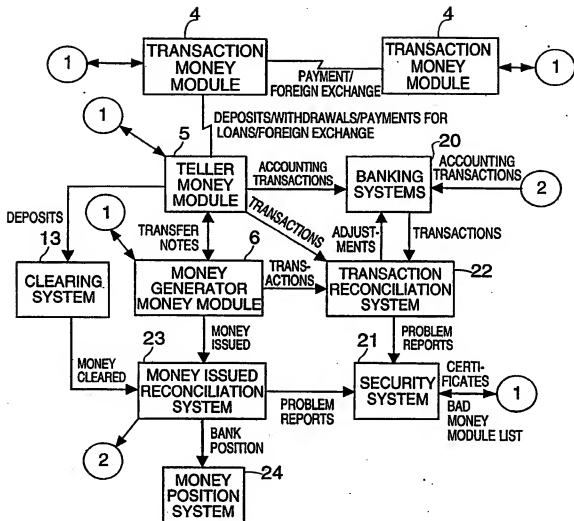 4
4
TRANSACTION
MONEY
MODULE
TRANSACTION
MONEY
MODULE
1
1
PAYMENT/
FOREIGN EXCHANGE
1
DEPOSITS/WITHDRAWALS/PAYMENTS FOR
LOANS/FOREIGN EXCHANGE
5
20
TELLER
MONEY
MODULE
ACCOUNTING
TRANSACTIONS
BANKING
SYSTEMS
ACCOUNTING
TRANSACTIONS
2
DEPOSITS
1
TRANSFER
NOTES
TRANSACTIONS
ADJUST-
MENTS
TRANSACTIONS
13
6
22
CLEARING
SYSTEM
MONEY
GENERATOR
MONEY MODULE
TRANS-
ACTIONS
TRANSACTION
RECONCILIATION
SYSTEM
MONEY
ISSUED
PROBLEM
REPORTS
23
21
MONEY
CLEARED
MONEY ISSUED
RECONCILIATION
SYSTEM
PROBLEM
REPORTS
SECURITY
SYSTEM
CERTI-
FICATES
BAD
MONEY
MODULE LIST
1
2
BANK
POSITION
24
MONEY
POSITION
SYSTEM